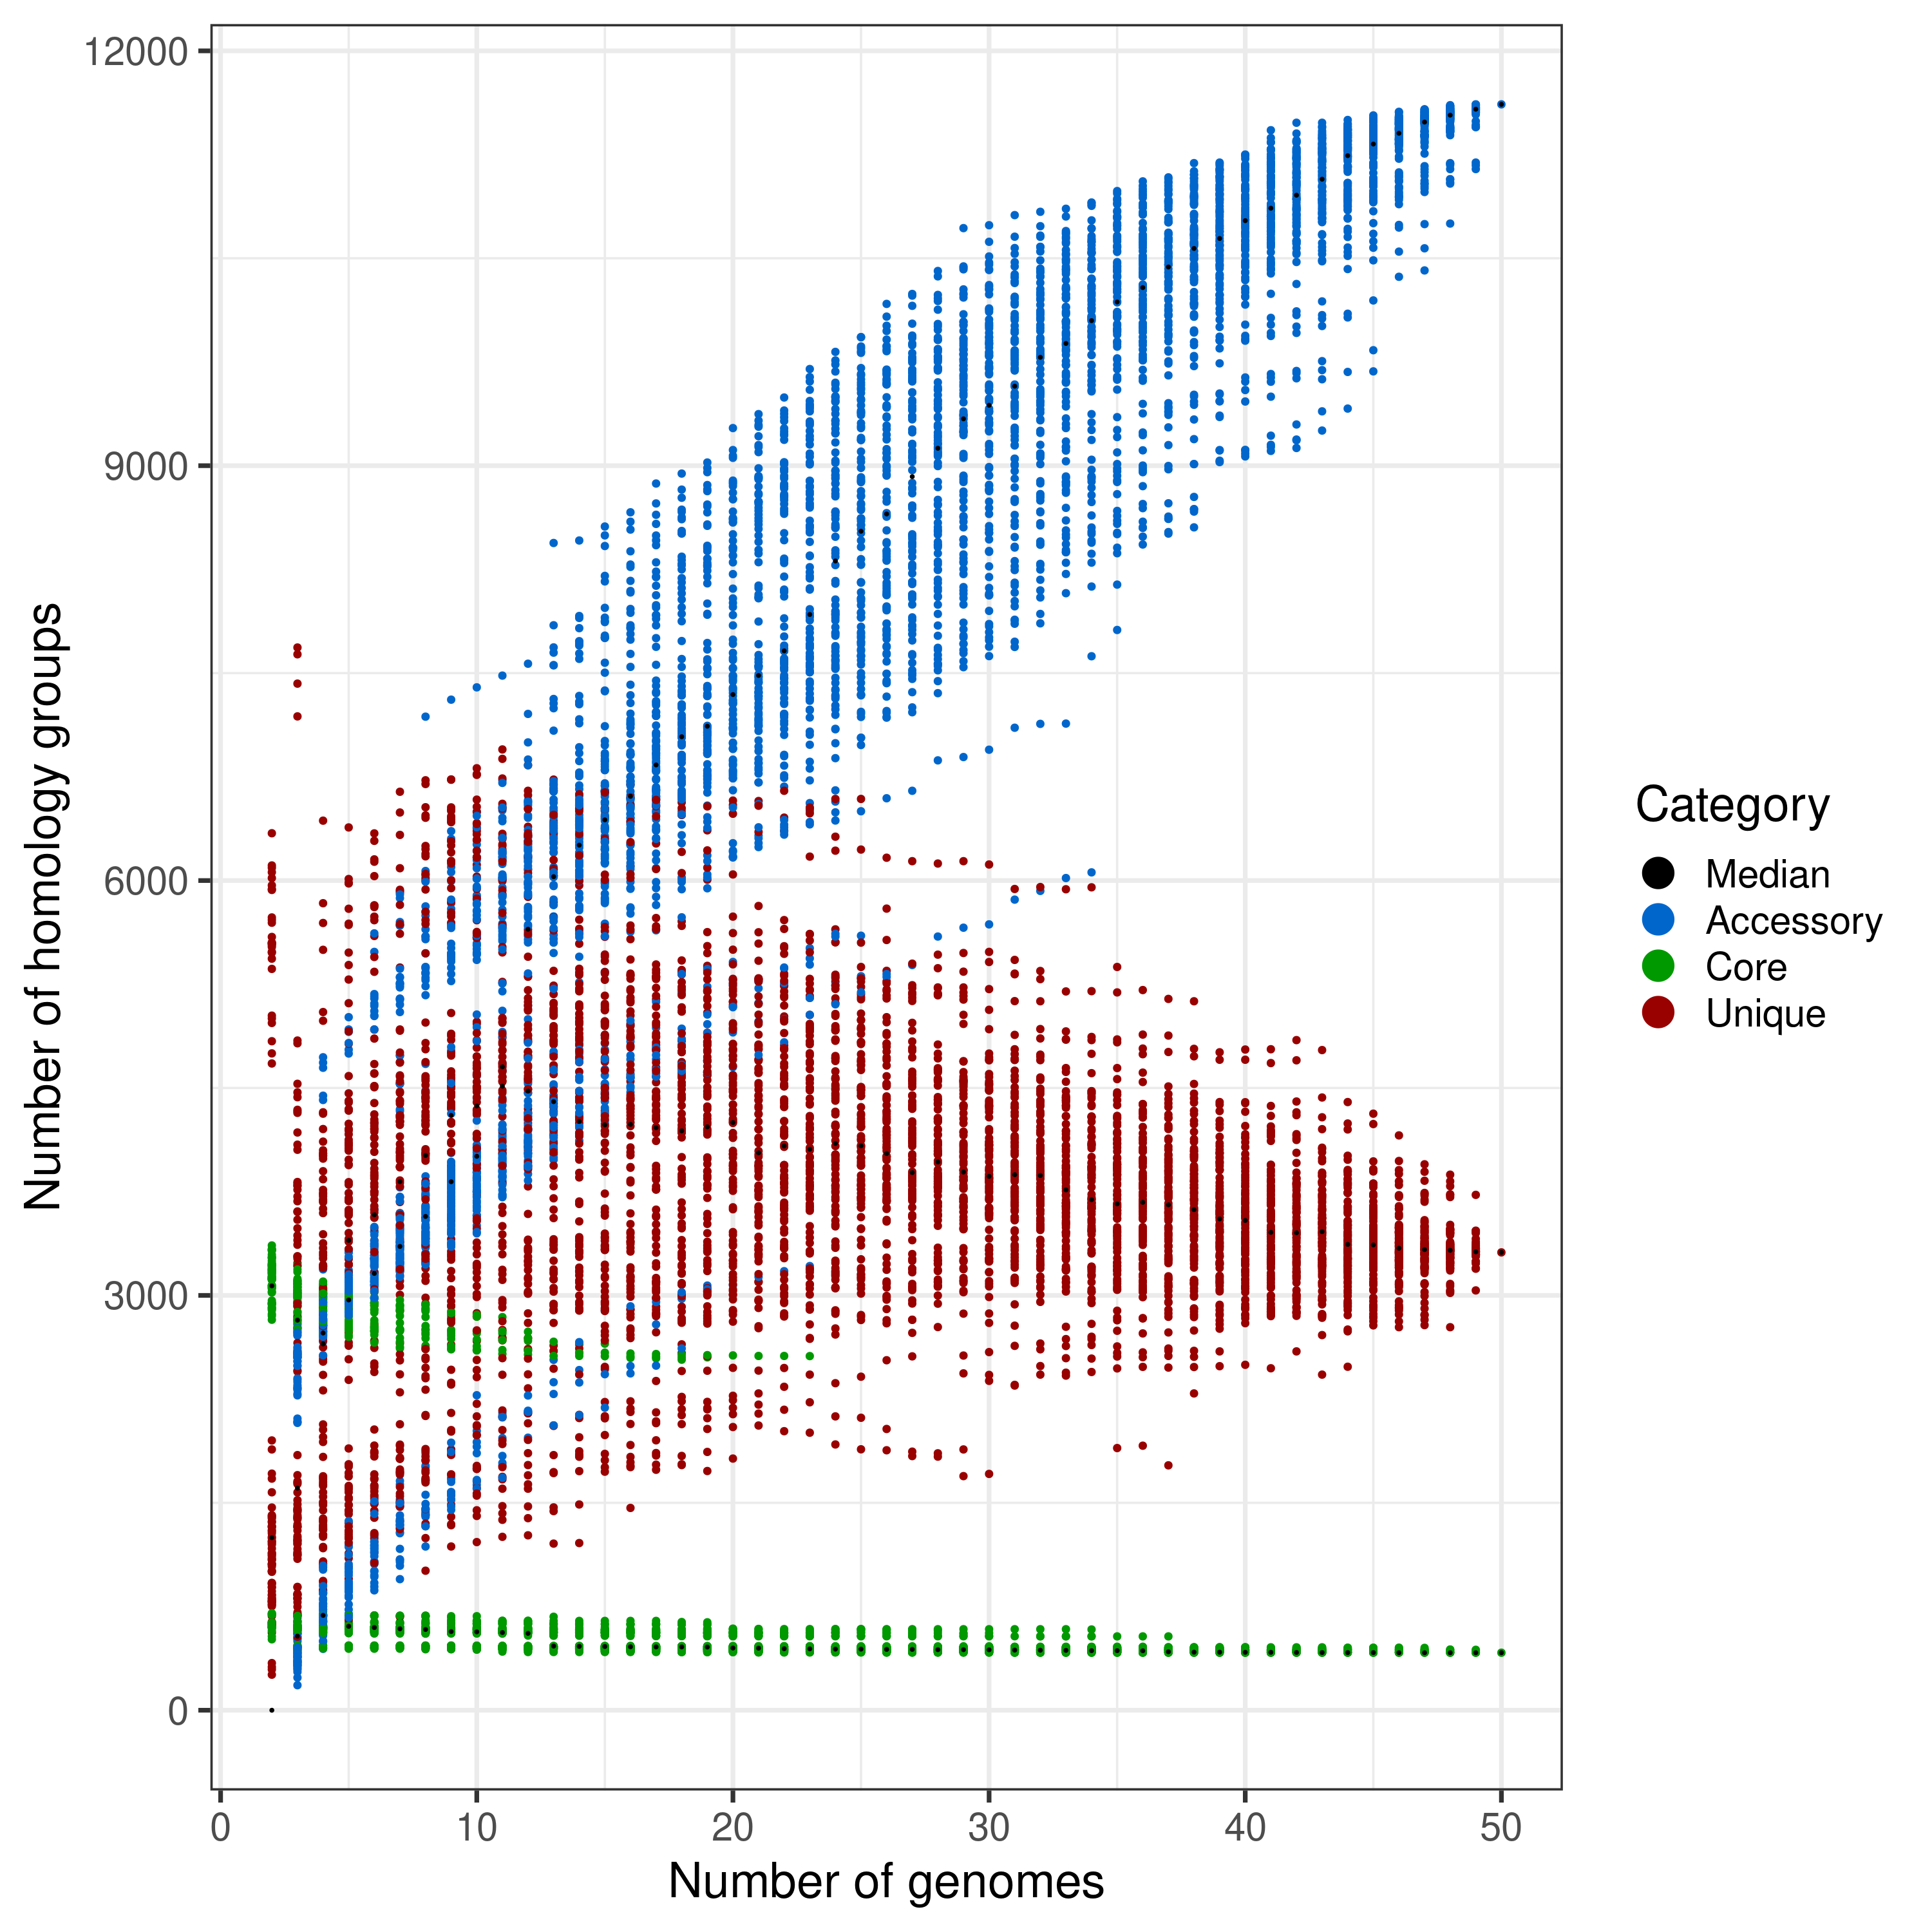 12000
9000
6000
3000
0
Number of homology groups
0 10 20 30 40 50
Number of genomes
Category
Median
Accessory
Core
Unique